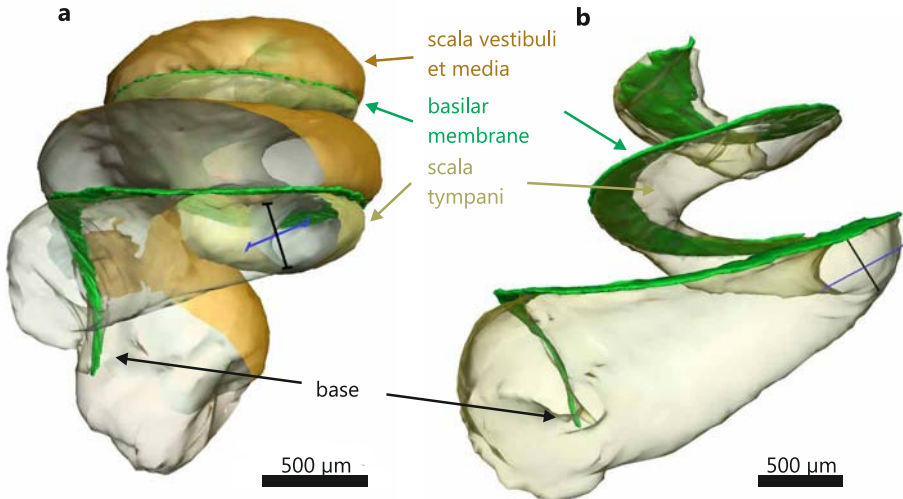 a
b
scala vestibuli
et media
basilar
membrane
scala
tympani
base
500 µm
500 µm